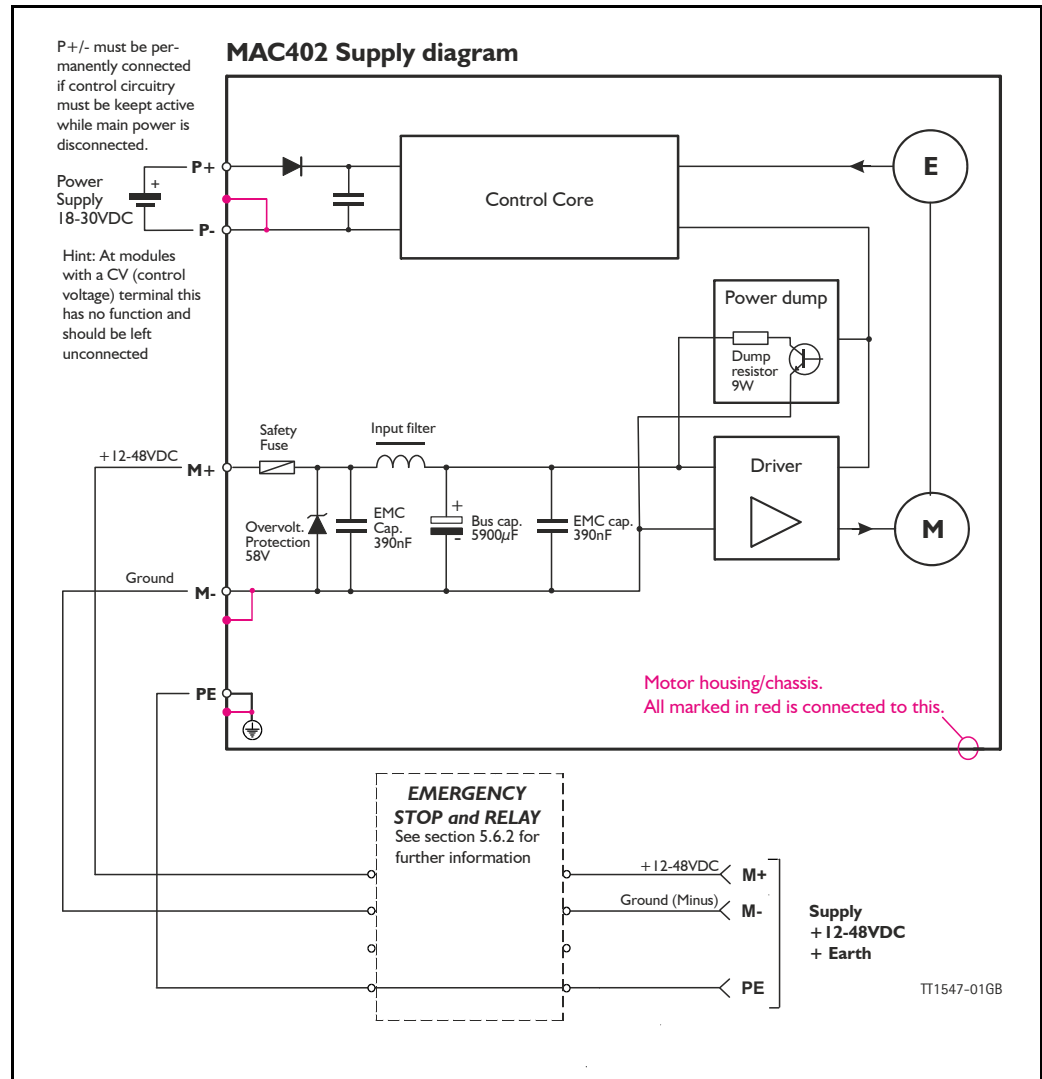 P+/- must be per-
manently connected
if control circuitry
must be keept active
while main power is
disconnected.
MAC402 Supply diagram
P+
Power
Supply
18-30VDC
+
P-
Control Core
E
Hint: At modules
with a CV (control
voltage) terminal this
has no function and
should be left
unconnected
Power dump
Dump
resistor
9W
+12-48VDC
M+
Safety
Fuse
Input filter
Driver
Overvolt.
Protection
58V
EMC
Cap.
390nF
+
-
Bus cap.
5900µF
EMC cap.
390nF
M
Ground
M-
PE
Motor housing/chassis.
All marked in red is connected to this.
EMERGENCY
STOP and RELAY
See section 5.6.2 for
further information
+12-48VDC
M+
Ground (Minus)
M-
PE
Supply
+12-48VDC
+ Earth
TT1547-01GB